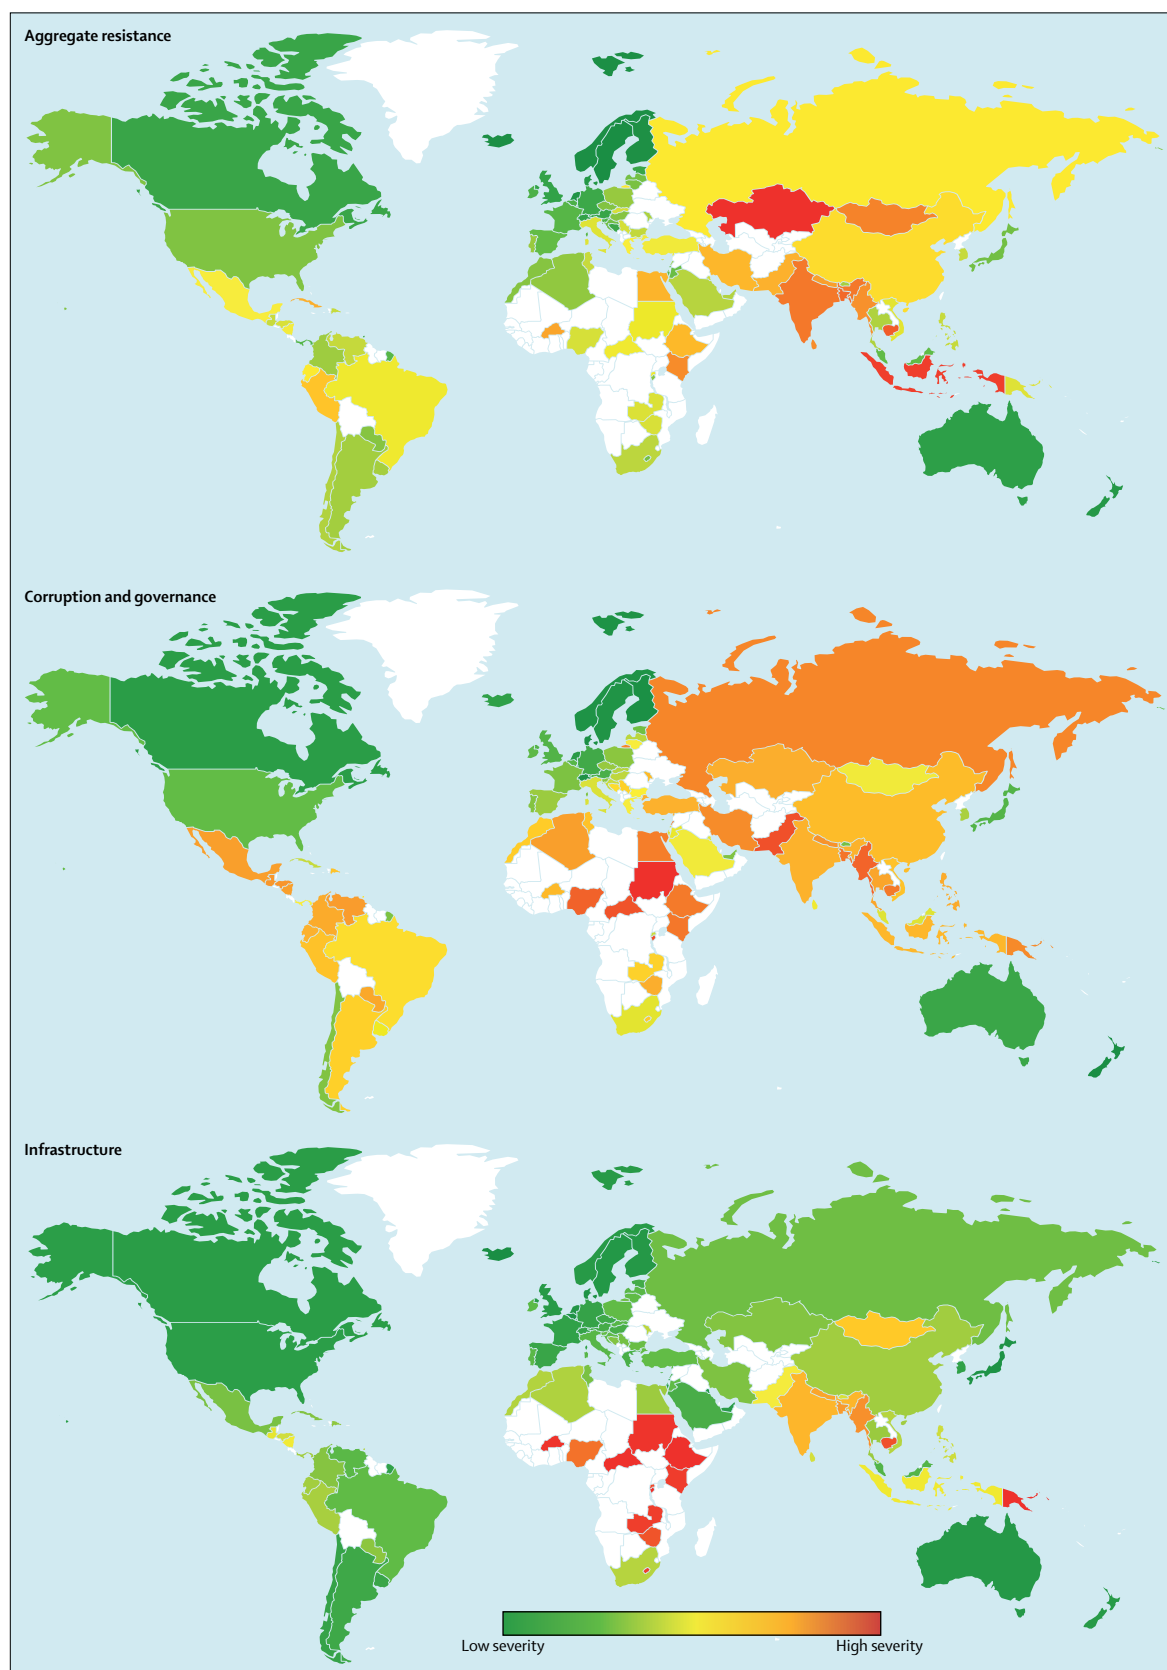 Aggregate resistance
Corruption and governance
Infrastructure
Low severity
High severity